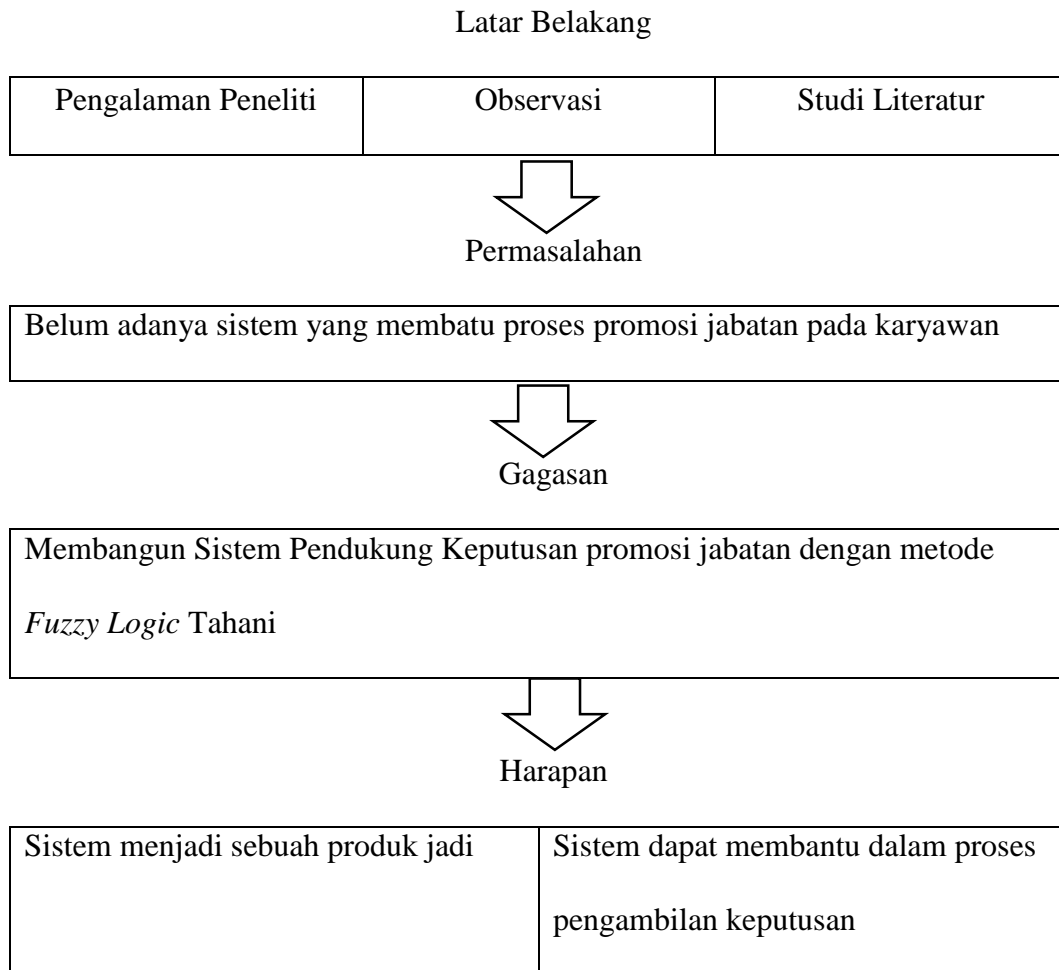 Latar Belakang
Pengalaman Peneliti
Observasi
Studi Literatur
Permasalahan
Belum adanya sistem yang membatu proses promosi jabatan pada karyawan
Gagasan
Membangun Sistem Pendukung Keputusan promosi jabatan dengan metode
Fuzzy Logic Tahani
Harapan
Sistem menjadi sebuah produk jadi
Sistem dapat membantu dalam proses
pengambilan keputusan